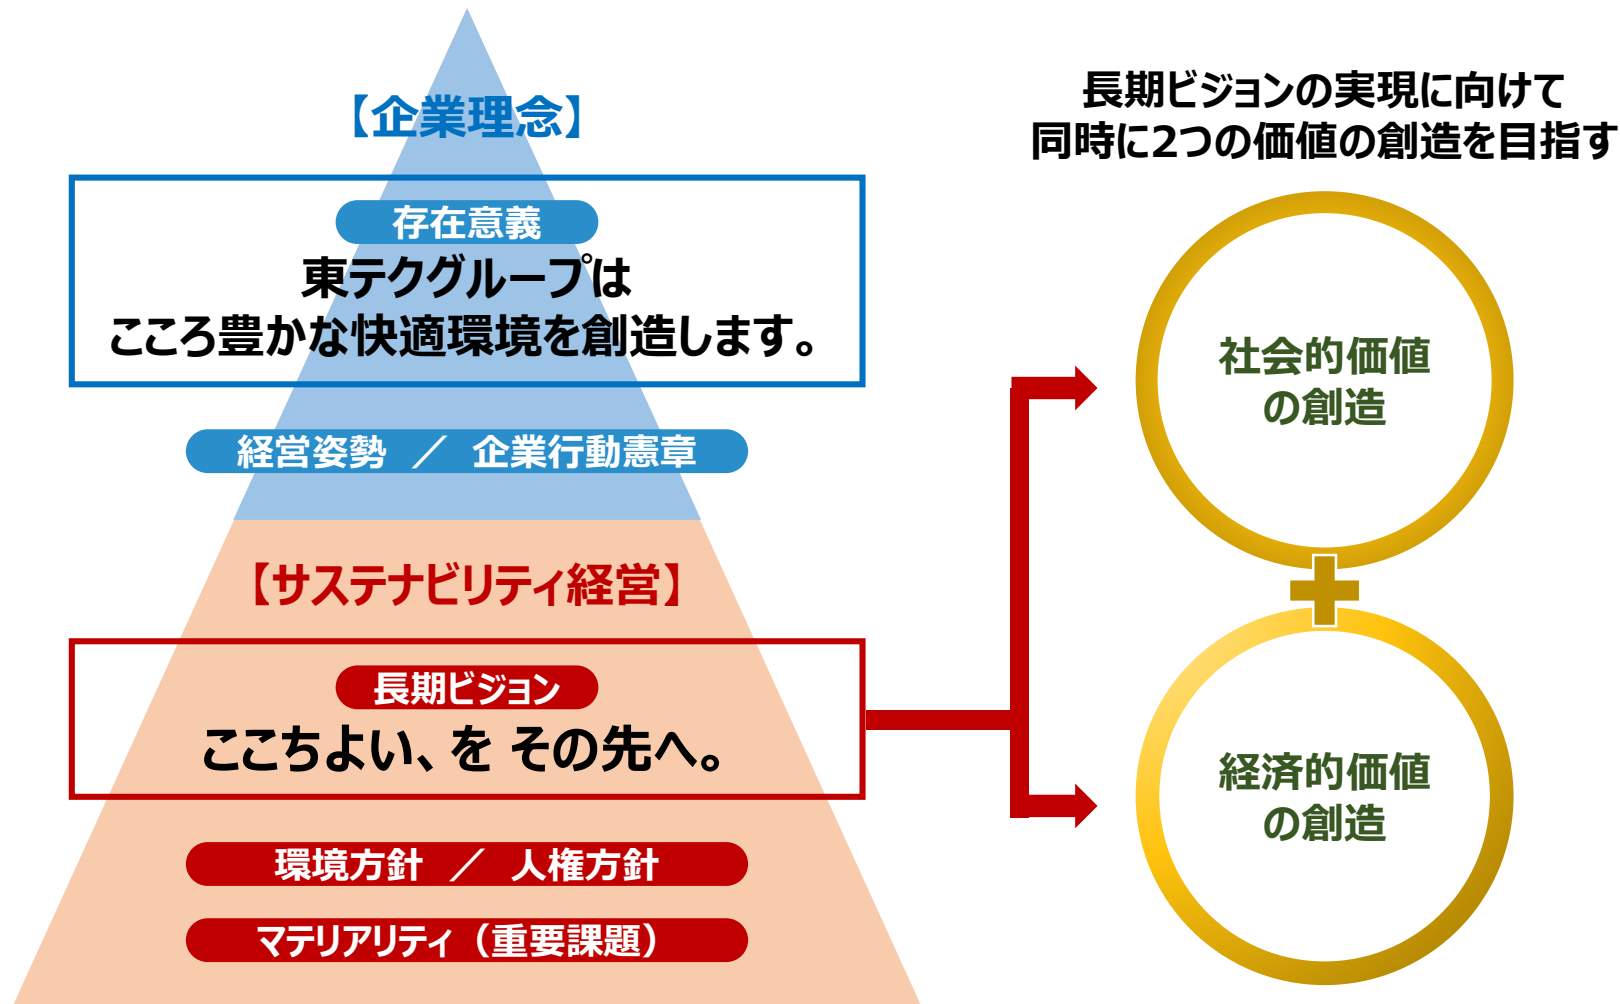 【企業理念】
存在意義
東テクグループは
こころ豊かな快適環境を創造します。
経営姿勢 ／ 企業行動憲章
【サステナビリティ経営】
長期ビジョン
ここちよい、を その先へ。
環境方針 ／ 人権方針
マテリアリティ（重要課題）
長期ビジョンの実現に向けて
同時に2つの価値の創造を目指す
社会的価値
の創造
経済的価値
の創造